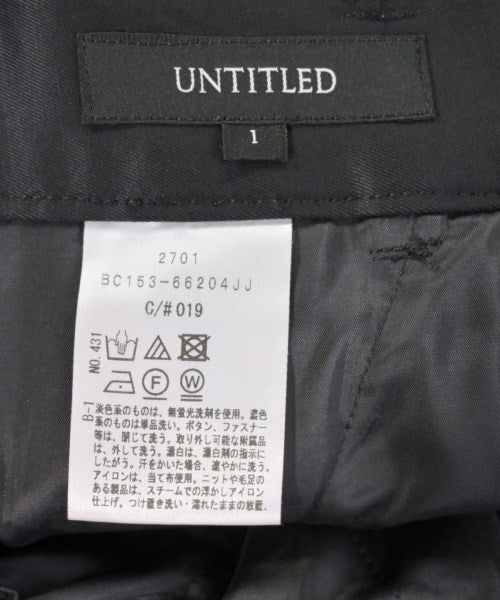 UNTITLED
1
2701
BC153-66204JJ
C/#019
NO.431
F
W
B-1
淡色系のものは、無蛍光洗剤を使用。濃色
系のものは単品洗い。ボタン、ファスナー
等は、閉じて洗う。取り外し可能な附属品
は、外して洗う。漂白は、漂白剤の指示に
したがう。汗をかいた場合、速やかに洗う。
アイロンは、当て布使用。ニットや毛足の
ある製品は、スチームでの浮かしアイロン
仕上げ。つけ置き洗い・濡れたままの放置、